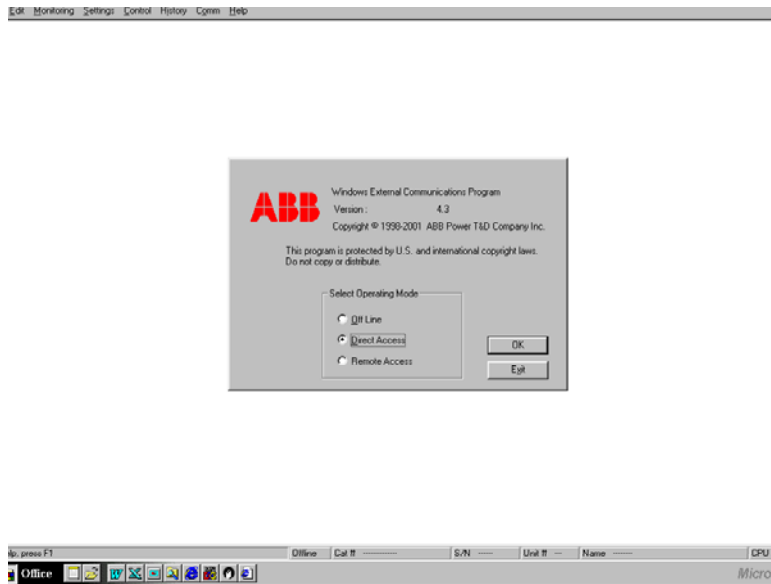 Edit Monitoring Settings Control History Comm Help
ABB
Windows External Communications Program
Version : 4.3
Copyright © 1998-2001 ABB Power T&D Company Inc.
This program is protected by U.S. and international copyright laws.
Do not copy or distribute.
Select Operating Mode
Off Line
Direct Access
Remote Access
OK
Exit
elp, press F1 Offline Cat # -------- S/N ---- Unit # -- Name -----  CPU
Office Micro